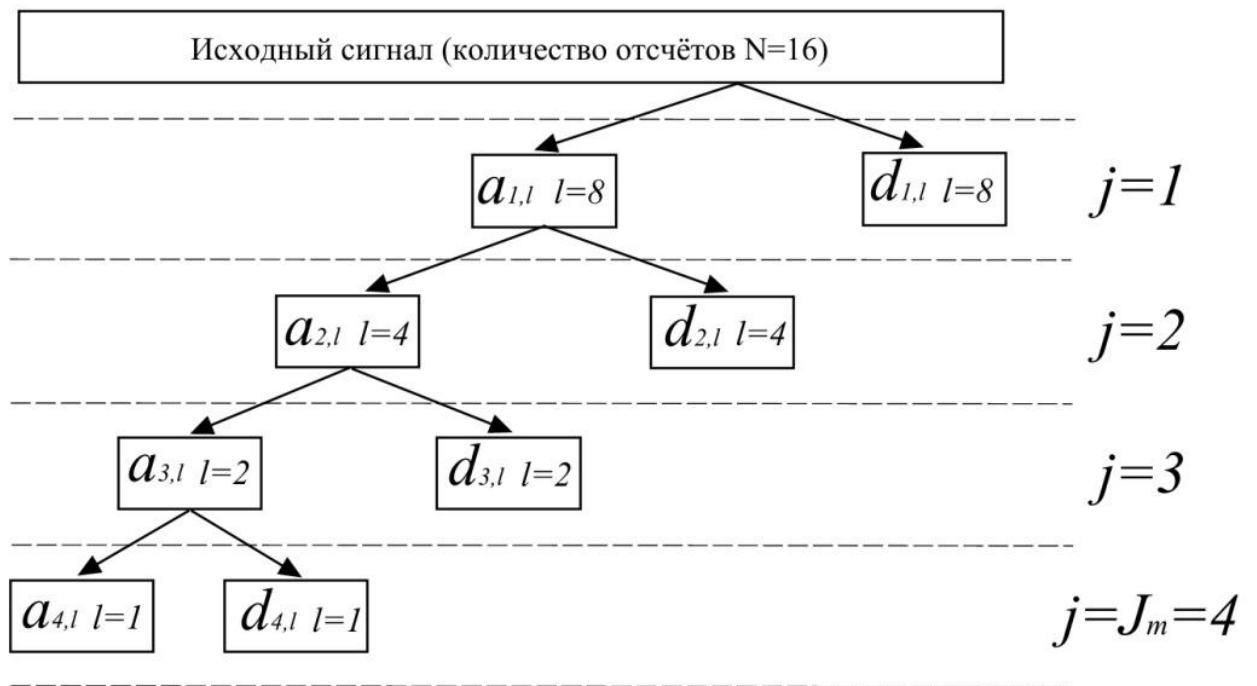 Исходный сигнал (количество отсчётов N=16)
a1,l l=8 d1,l l=8 j=1
a2,l l=4 d2,l l=4 j=2
a3,l l=2 d3,l l=2 j=3
a4,l l=1 d4,l l=1 j=Jm=4